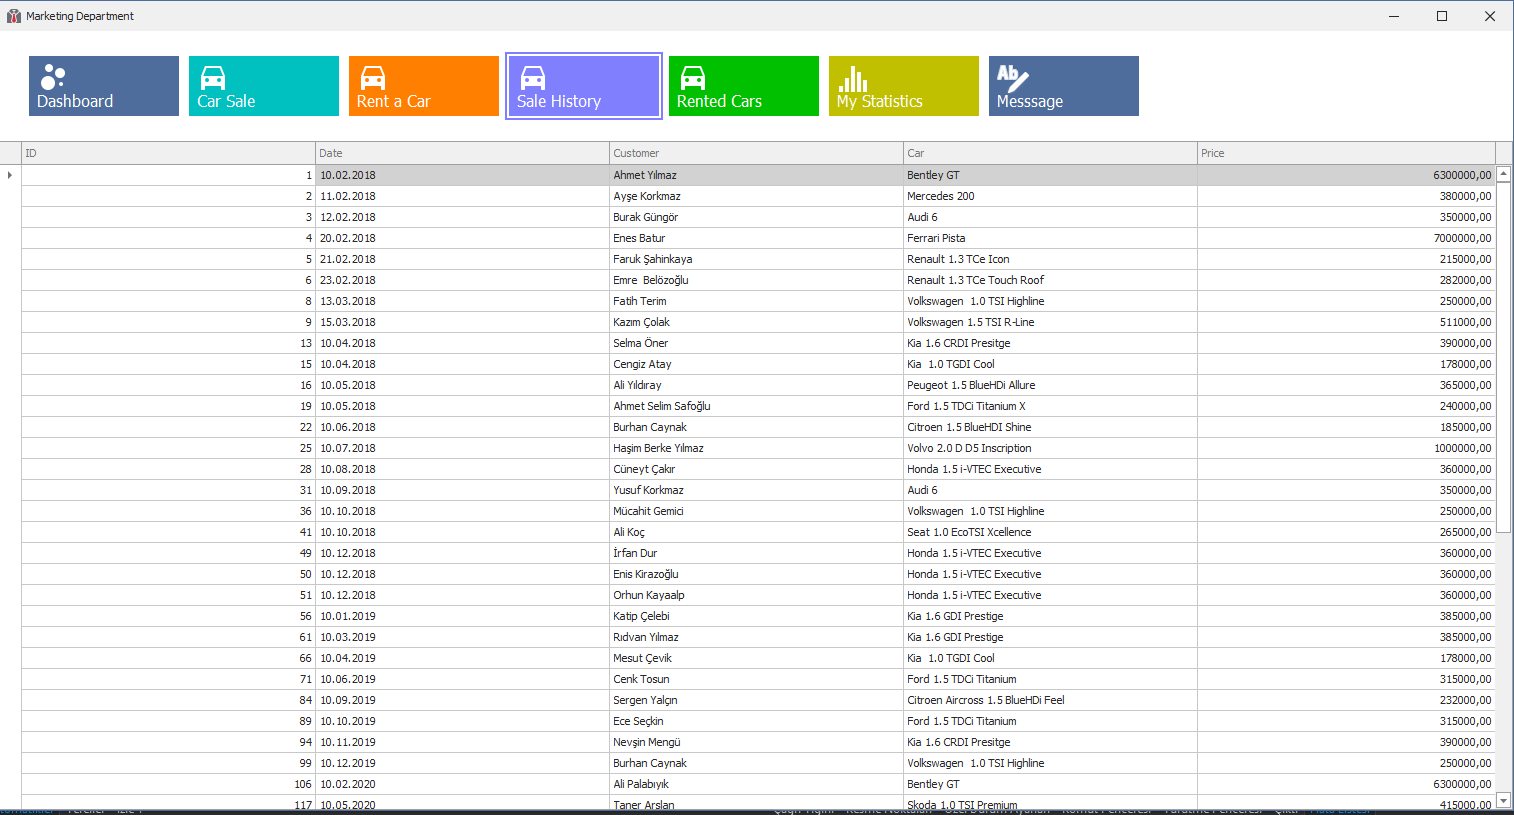 Marketing Department
Dashboard Car Sale Rent a Car Sale History Rented Cars My Statistics Messsage
ID Date Customer Car Price
1 10.02.2018 Ahmet Yılmaz Bentley GT 6300000,00
2 11.02.2018 Ayşe Korkmaz Mercedes 200 380000,00
3 12.02.2018 Burak Güngör Audi 6 350000,00
4 20.02.2018 Enes Batur Ferrari Pista 7000000,00
5 21.02.2018 Faruk Şahinkaya Renault 1.3 TCe Icon 215000,00
6 23.02.2018 Emre  Belözoğlu Renault 1.3 TCe Touch Roof 282000,00
8 13.03.2018 Fatih Terim Volkswagen  1.0 TSI Highline 250000,00
9 15.03.2018 Kazım Çolak Volkswagen 1.5 TSI R-Line 511000,00
13 10.04.2018 Selma Öner Kia 1.6 CRDI Presitge 390000,00
15 10.04.2018 Cengiz Atay Kia  1.0 TGDI Cool 178000,00
16 10.05.2018 Ali Yıldıray Peugeot 1.5 BlueHDi Allure 365000,00
19 10.05.2018 Ahmet Selim Safoğlu Ford 1.5 TDCi Titanium X 240000,00
22 10.06.2018 Burhan Caynak Citroen 1.5 BlueHDI Shine 185000,00
25 10.07.2018 Haşim Berke Yılmaz Volvo 2.0 D D5 Inscription 1000000,00
28 10.08.2018 Cüneyt Çakır Honda 1.5 i-VTEC Executive 360000,00
31 10.09.2018 Yusuf Korkmaz Audi 6 350000,00
36 10.10.2018 Mücahit Gemici Volkswagen  1.0 TSI Highline 250000,00
41 10.10.2018 Ali Koç Seat 1.0 EcoTSI Xcellence 265000,00
49 10.12.2018 İrfan Dur Honda 1.5 i-VTEC Executive 360000,00
50 10.12.2018 Enis Kirazoğlu Honda 1.5 i-VTEC Executive 360000,00
51 10.12.2018 Orhun Kayaalp Honda 1.5 i-VTEC Executive 360000,00
56 10.01.2019 Katip Çelebi Kia 1.6 GDI Prestige 385000,00
61 10.03.2019 Rıdvan Yılmaz Kia 1.6 GDI Prestige 385000,00
66 10.04.2019 Mesut Çevik Kia  1.0 TGDI Cool 178000,00
71 10.06.2019 Cenk Tosun Ford 1.5 TDCi Titanium 315000,00
84 10.09.2019 Sergen Yalçın Citroen Aircross 1.5 BlueHDi Feel 232000,00
89 10.10.2019 Ece Seçkin Ford 1.5 TDCi Titanium 315000,00
94 10.11.2019 Nevşin Mengü Kia 1.6 CRDI Presitge 390000,00
99 10.12.2019 Burhan Caynak Volkswagen  1.0 TSI Highline 250000,00
106 10.02.2020 Ali Palabıyık Bentley GT 6300000,00
117 10.05.2020 Taner Arslan Skoda 1.0 TSI Premium 415000,00